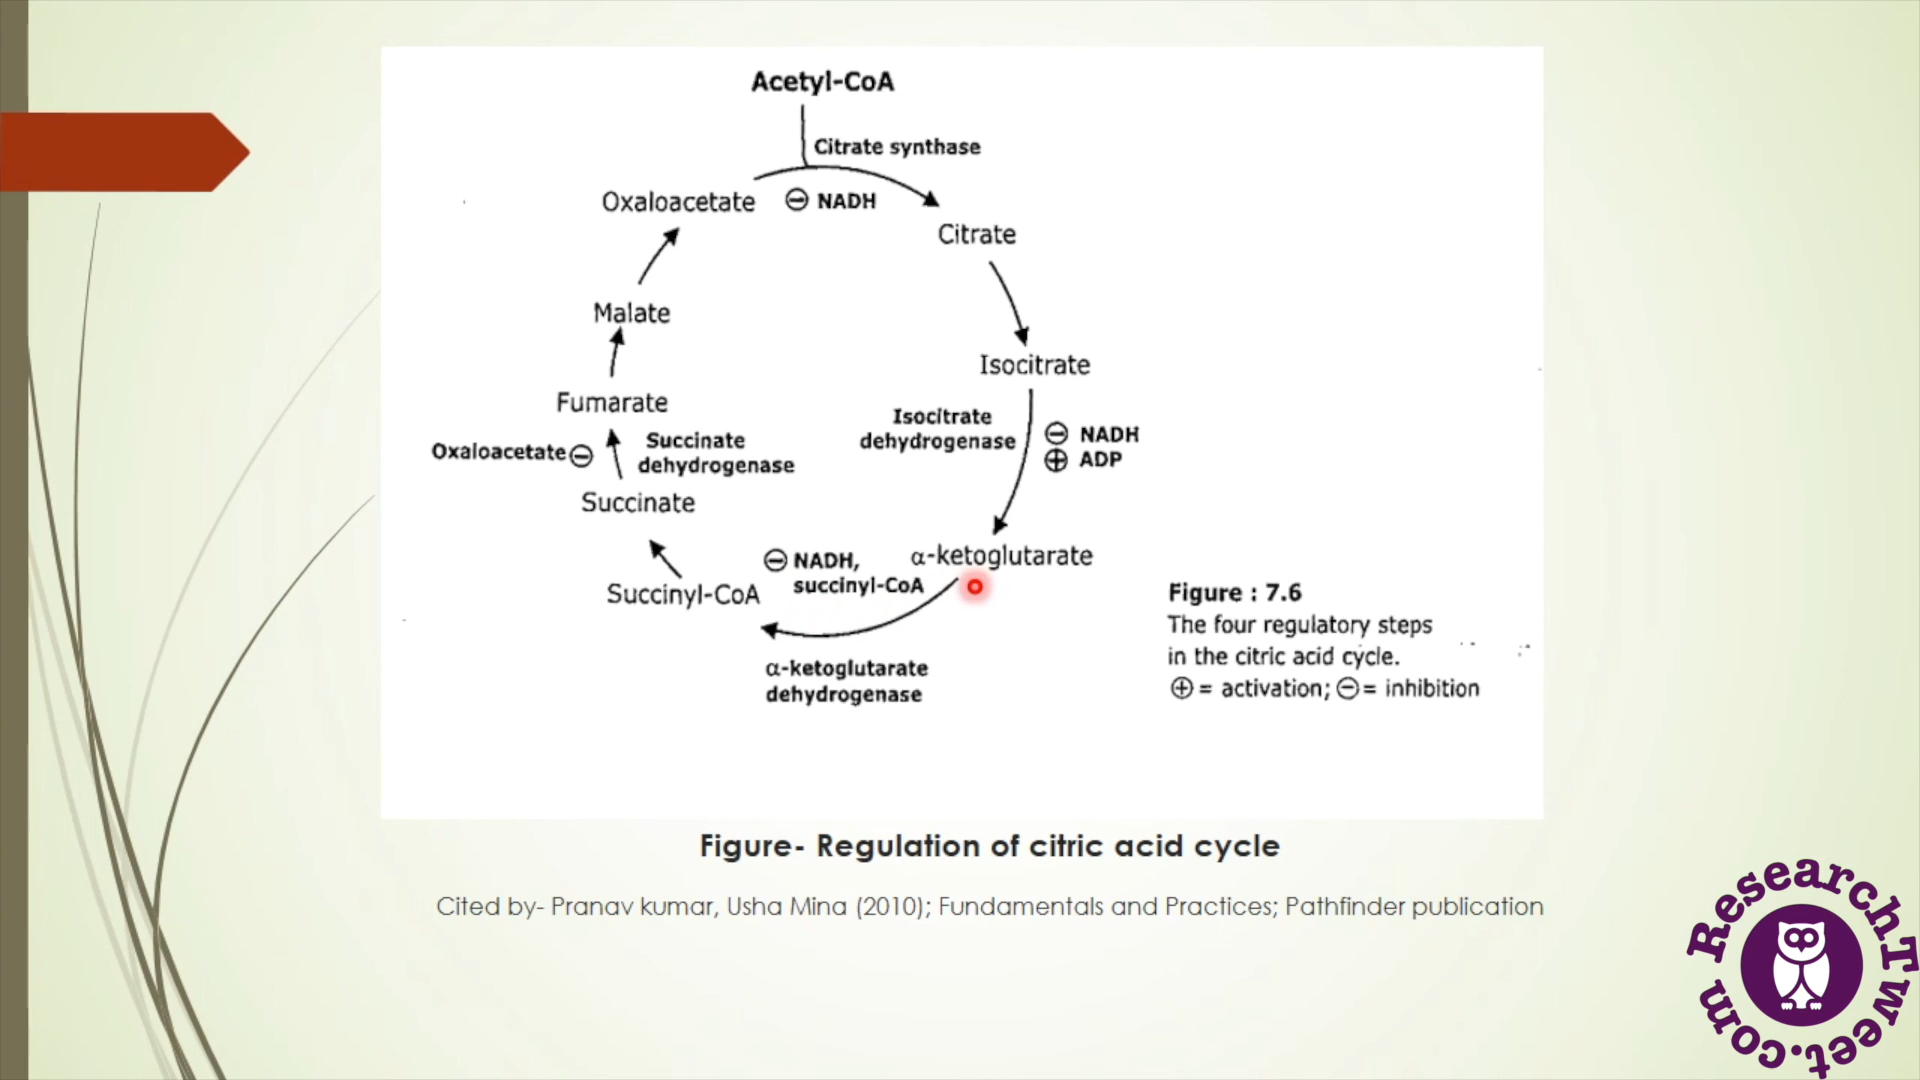 Acetyl-CoA
Citrate synthase
Oxaloacetate
⊖ NADH
Citrate
Malate
Isocitrate
Fumarate
Isocitrate
dehydrogenase
⊖ NADH
⊕ ADP
Oxaloacetate ⊖
Succinate
dehydrogenase
Succinate
α-ketoglutarate
⊖ NADH,
succinyl-CoA
Succinyl-CoA
α-ketoglutarate
dehydrogenase
Figure : 7.6
The four regulatory steps
in the citric acid cycle.
⊕ = activation; ⊖ = inhibition
Figure- Regulation of citric acid cycle
Cited by- Pranav kumar, Usha Mina (2010); Fundamentals and Practices; Pathfinder publication
ResearchTweet.com